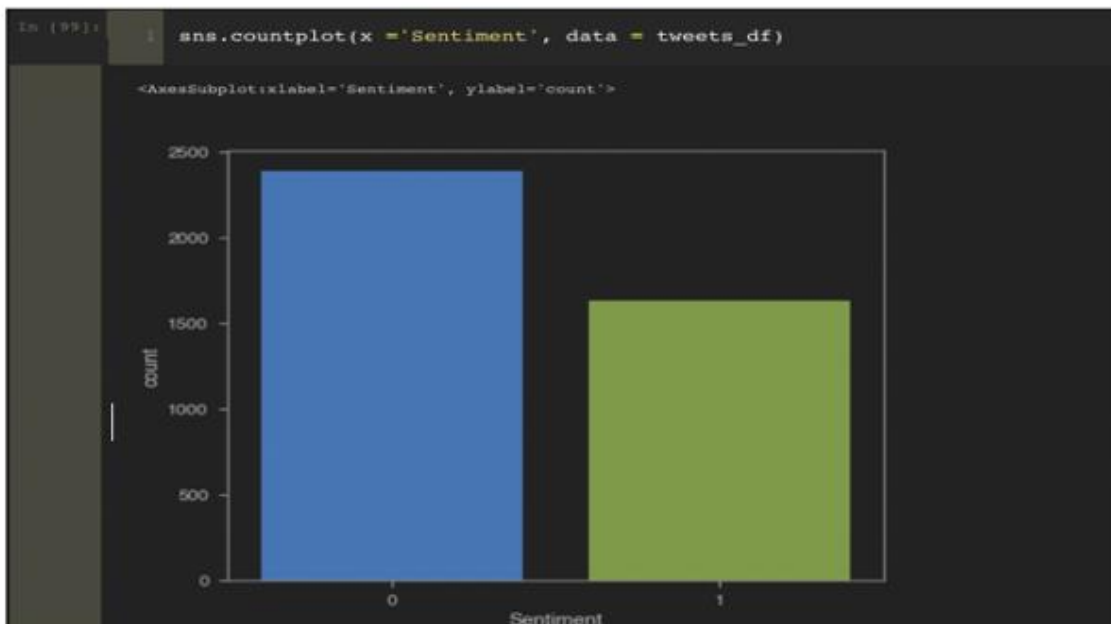 In [99]:
1 sns.countplot(x ='Sentiment', data = tweets_df)
<AxesSubplot:xlabel='Sentiment', ylabel='count'>
2500
2000
1500
1000
500
0
count
0 1
Sentiment